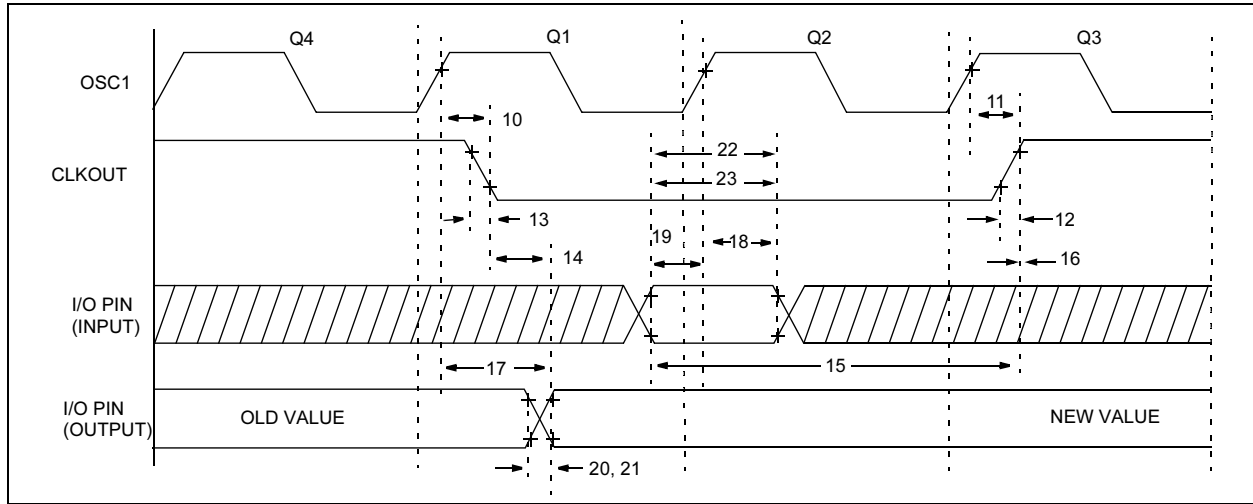 Q4 Q1 Q2 Q3
OSC1
10
11
CLKOUT
22
23
13
12
14
19
18
16
I/O PIN
(INPUT)
17
15
I/O PIN
(OUTPUT)
OLD VALUE
NEW VALUE
20, 21